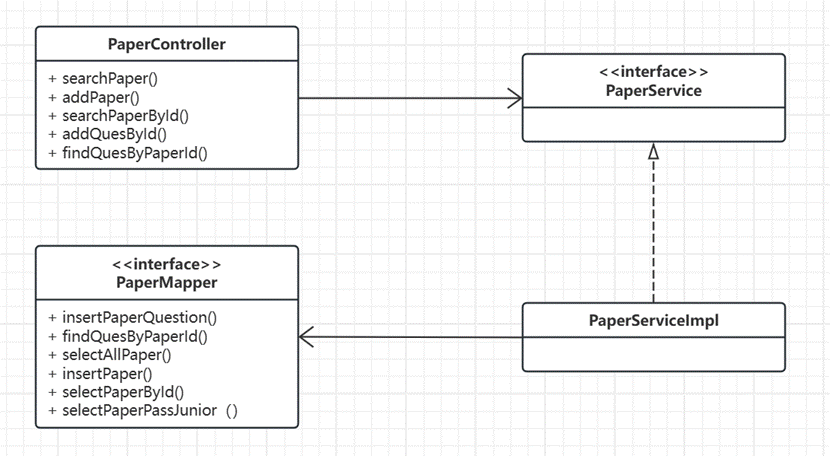 PaperController
+ searchPaper()
+ addPaper()
+ searchPaperById()
+ addQuesById()
+ findQuesByPaperId()
<<interface>>
PaperService
<<interface>>
PaperMapper
+ insertPaperQuestion()
+ findQuesByPaperId()
+ selectAllPaper()
+ insertPaper()
+ selectPaperById()
+ selectPaperPassJunior （）
PaperServiceImpl